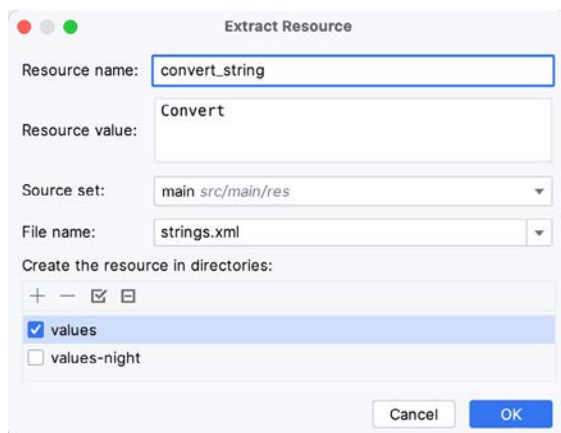 Extract Resource
Resource name: convert_string
Resource value: Convert
Source set: main src/main/res
File name: strings.xml
Create the resource in directories:
values
values-night
Cancel OK